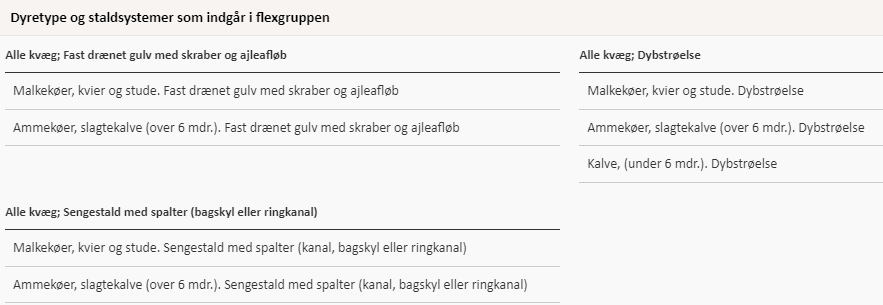 Dyretype og staldsystemer som indgår i flexgruppen
Alle kvæg; Fast drænet gulv med skraber og ajleafløb
Malkekøer, kvier og stude. Fast drænet gulv med skraber og ajleafløb
Ammekøer, slagtekalve (over 6 mdr.). Fast drænet gulv med skraber og ajleafløb
Alle kvæg; Dybstrøelse
Malkekøer, kvier og stude. Dybstrøelse
Ammekøer, slagtekalve (over 6 mdr.). Dybstrøelse
Kalve, (under 6 mdr.). Dybstrøelse
Alle kvæg; Sengestald med spalter (bagskyl eller ringkanal)
Malkekøer, kvier og stude. Sengestald med spalter (kanal, bagskyl eller ringkanal)
Ammekøer, slagtekalve (over 6 mdr.). Sengestald med spalter (kanal, bagskyl eller ringkanal)